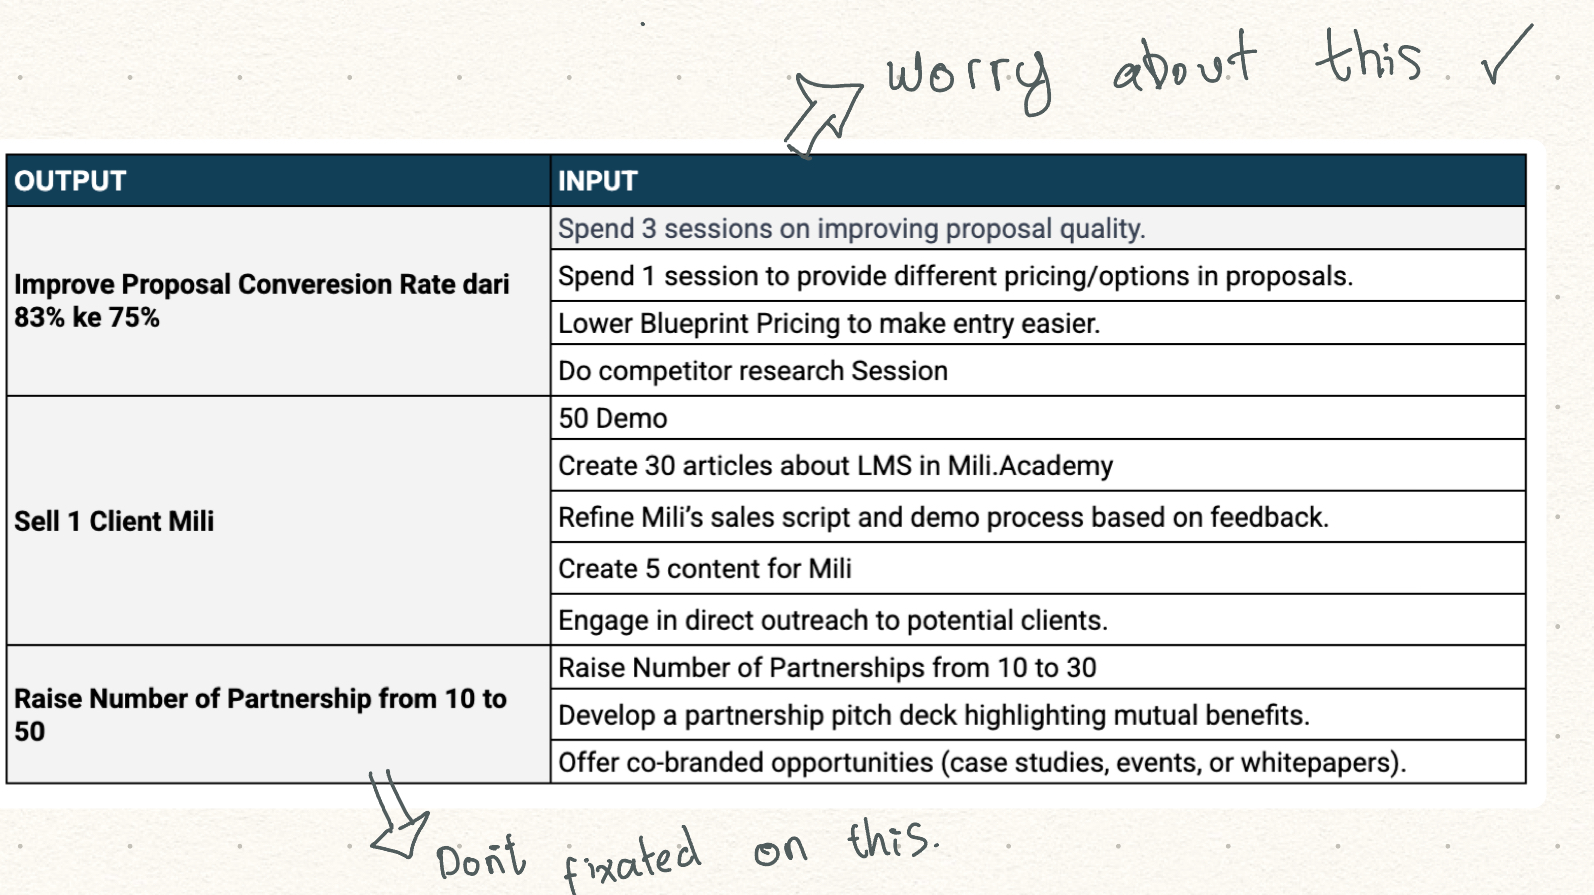 Worry about this ✓
OUTPUT
INPUT
Improve Proposal Converesion Rate dari
83% ke 75%
Spend 3 sessions on improving proposal quality.
Spend 1 session to provide different pricing/options in proposals.
Lower Blueprint Pricing to make entry easier.
Do competitor research Session
Sell 1 Client Mili
50 Demo
Create 30 articles about LMS in Mili.Academy
Refine Mili's sales script and demo process based on feedback.
Create 5 content for Mili
Engage in direct outreach to potential clients.
Raise Number of Partnership from 10 to
50
Raise Number of Partnerships from 10 to 30
Develop a partnership pitch deck highlighting mutual benefits.
Offer co-branded opportunities (case studies, events, or whitepapers).
Don't fixated on this.